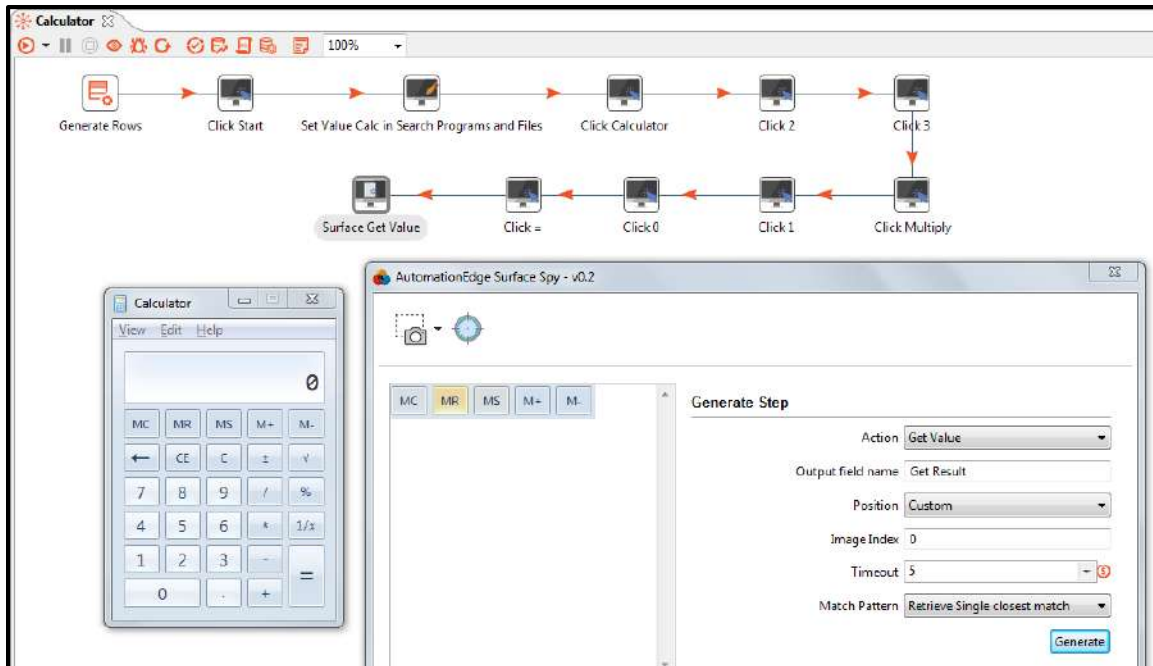 Calculator
100%
Generate Rows
Click Start
Set Value Calc in Search Programs and Files
Click Calculator
Click 2
Click 3
Surface Get Value
Click =
Click 0
Click 1
Click Multiply
Calculator
View Edit Help
0
MC MR MS M+ M-
← CE C ± √
7 8 9 / %
4 5 6 * 1/x
1 2 3 - =
0 . +
AutomationEdge Surface Spy - v0.2
MC MR MS M+ M-
Generate Step
Action Get Value
Output field name Get Result
Position Custom
Image Index 0
Timeout 5
Match Pattern Retrieve Single closest match
Generate